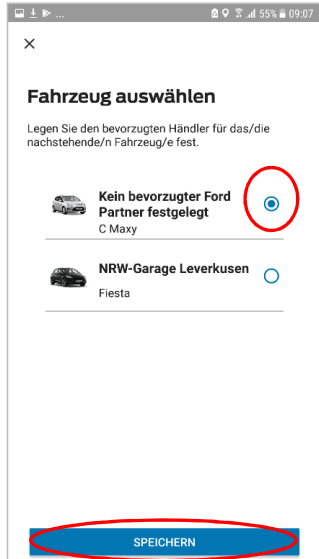 ... 55% 09:07
Fahrzeug auswählen
Legen Sie den bevorzugten Händler für das/die
nachstehende/n Fahrzeug/e fest.
Kein bevorzugter Ford
Partner festgelegt
C Maxy
NRW-Garage Leverkusen
Fiesta
SPEICHERN